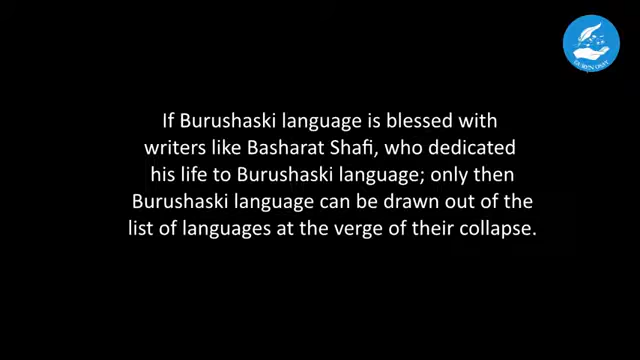 If Burushaski language is blessed with
writers like Basharat Shafi, who dedicated
his life to Burushaski language; only then
Burushaski language can be drawn out of the
list of languages at the verge of their collapse.